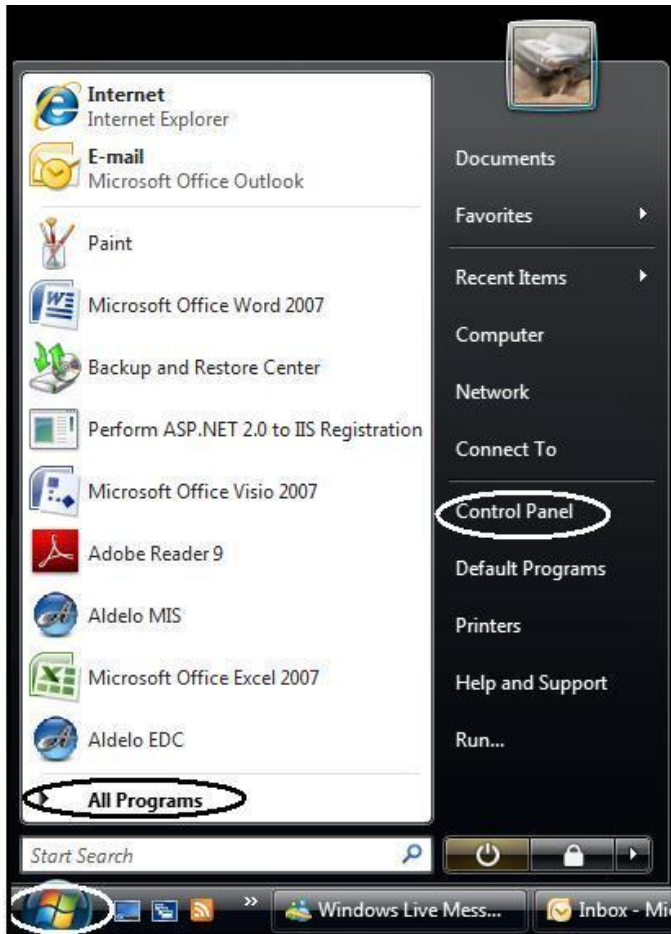 Internet
Internet Explorer
E-mail
Microsoft Office Outlook
Paint
Microsoft Office Word 2007
Backup and Restore Center
Perform ASP.NET 2.0 to IIS Registration
Microsoft Office Visio 2007
Adobe Reader 9
Aldelo MIS
Microsoft Office Excel 2007
Aldelo EDC
All Programs
Start Search
Documents
Favorites
Recent Items
Computer
Network
Connect To
Control Panel
Default Programs
Printers
Help and Support
Run...
Windows Live Mess...
Inbox - Mi